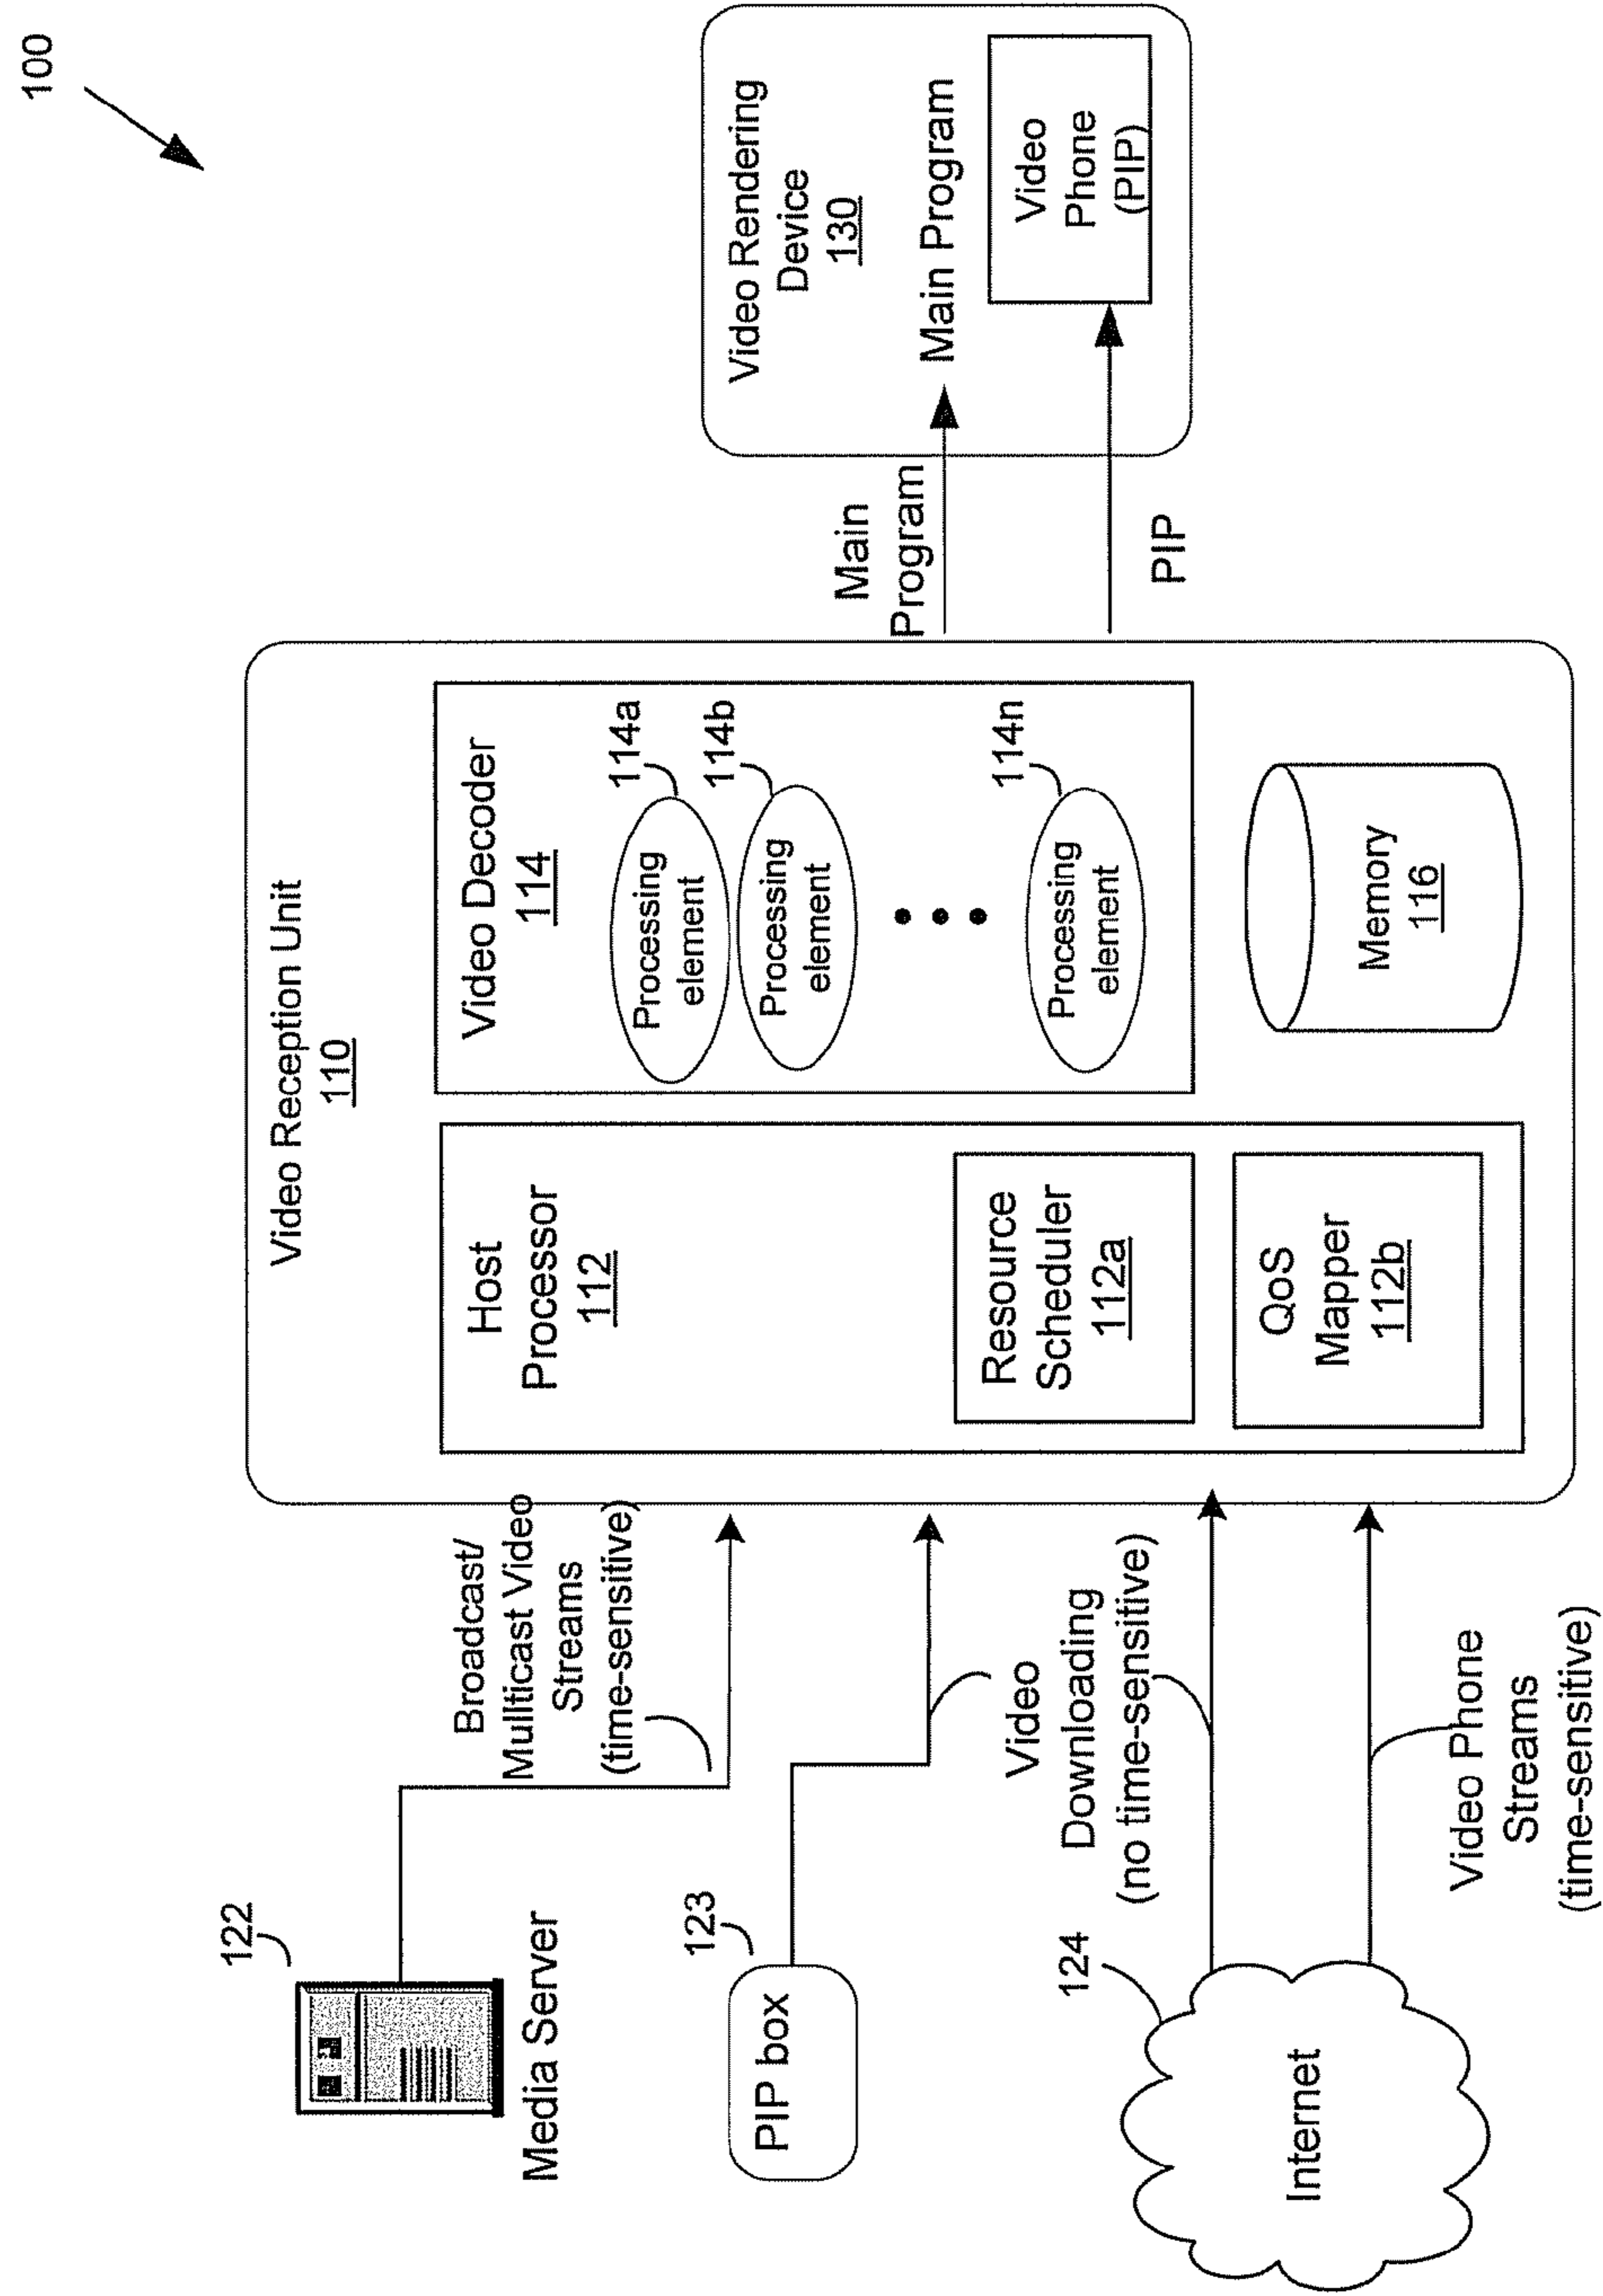 100
Video Reception Unit
110
Host
Processor
112
Resource
Scheduler
112a
QoS
Mapper
112b
Video Decoder
114
Processing
element
114a
Processing
element
114b
Processing
element
114n
Memory
116
122
Media Server
Broadcast/
Mullticast Video
Streams
(time-sensitive)
123
PIP box
Video
Downloading
(no time-sensitive)
124
Internet
Video Phone
Streams
(time-sensitive)
Main
Program
PIP
Video Rendering
Device
130
Main Program
Video
Phone
(PIP)